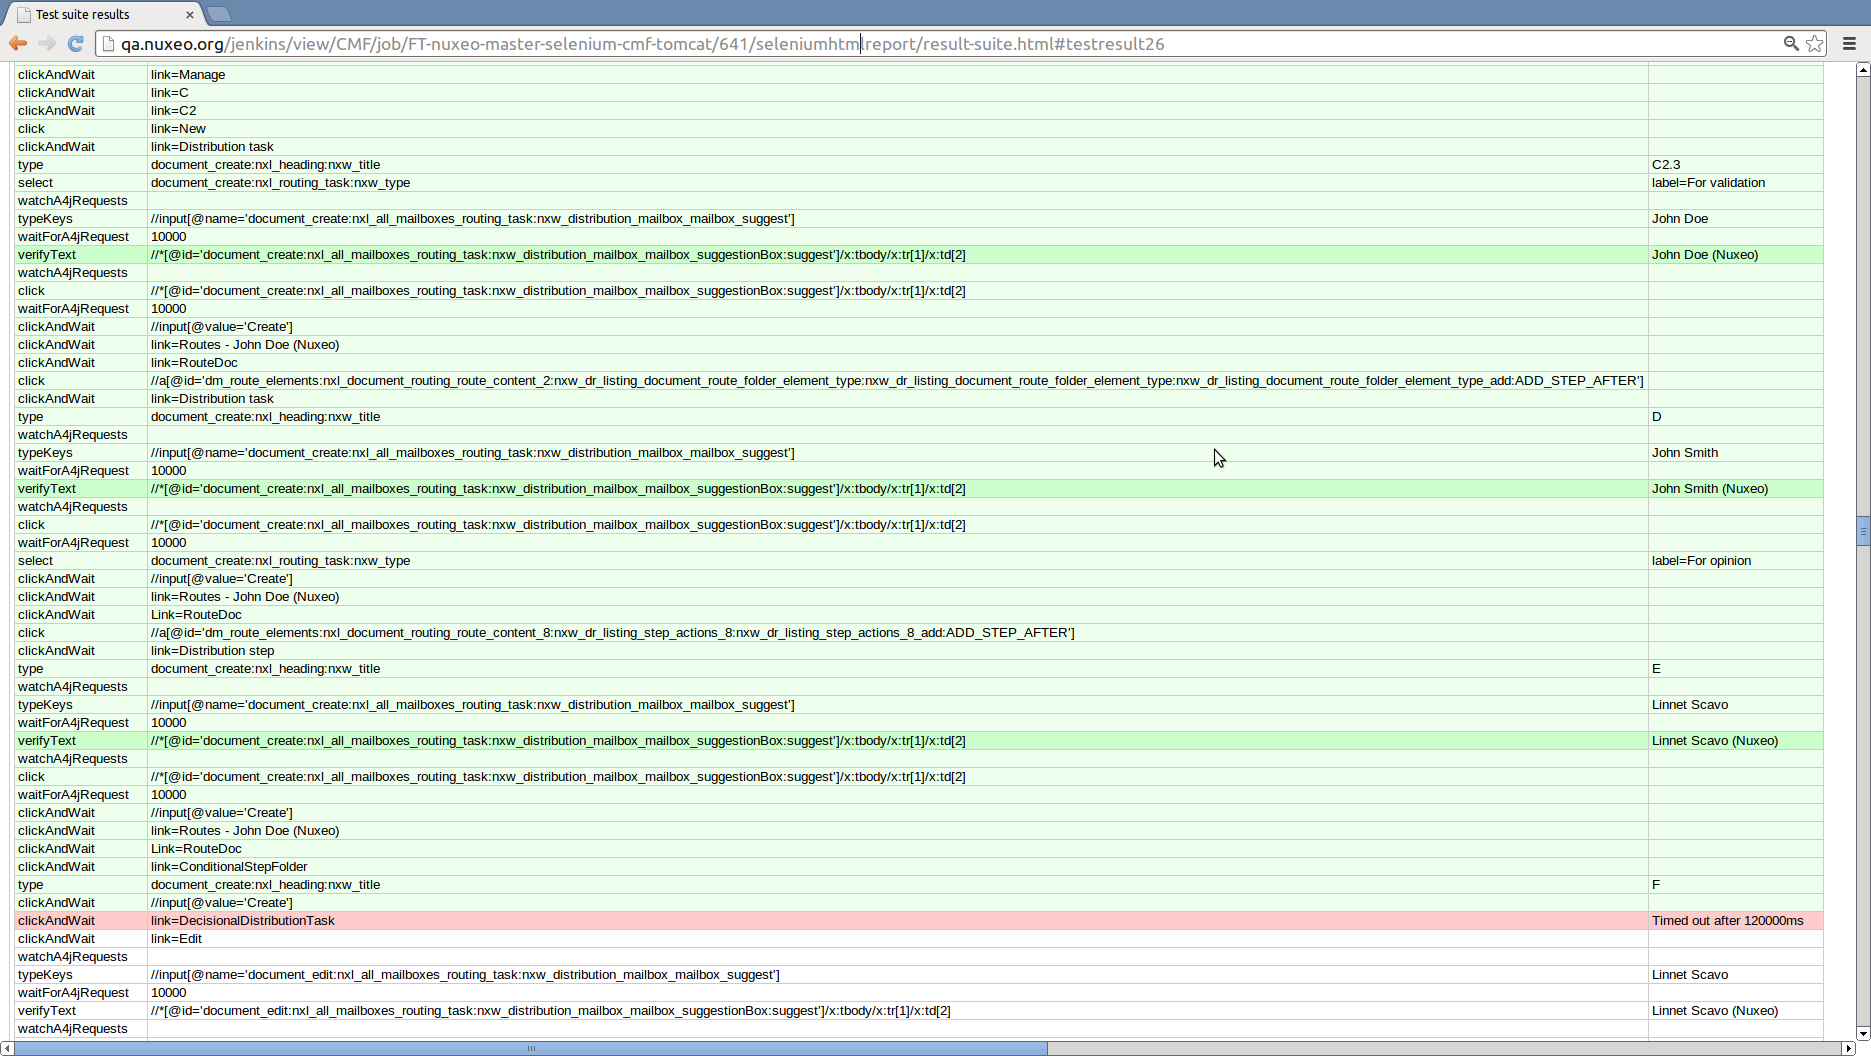 Test suite results
qa.nuxeo.org/jenkins/view/CMF/job/FT-nuxeo-master-selenium-cmf-tomcat/641/seleniumhtmlreport/result-suite.html#testresult26
clickAndWait link=Manage
clickAndWait link=C
clickAndWait link=C2
click link=New
clickAndWait link=Distribution task
type document_create:nxl_heading:nxw_title C2.3
select document_create:nxl_routing_task:nxw_type label=For validation
watchA4jRequests
typeKeys //input[@name='document_create:nxl_all_mailboxes_routing_task:nxw_distribution_mailbox_mailbox_suggest'] John Doe
waitForA4jRequest 10000
verifyText //*[@id='document_create:nxl_all_mailboxes_routing_task:nxw_distribution_mailbox_mailbox_suggestionBox:suggest']/x:tbody/x:tr[1]/x:td[2] John Doe (Nuxeo)
watchA4jRequests
click //*[@id='document_create:nxl_all_mailboxes_routing_task:nxw_distribution_mailbox_mailbox_suggestionBox:suggest']/x:tbody/x:tr[1]/x:td[2]
waitForA4jRequest 10000
clickAndWait //input[@value='Create']
clickAndWait link=Routes - John Doe (Nuxeo)
clickAndWait link=RouteDoc
click //a[@id='dm_route_elements:nxl_document_routing_route_content_2:nxw_dr_listing_document_route_folder_element_type:nxw_dr_listing_document_route_folder_element_type:nxw_dr_listing_document_route_folder_element_type_add:ADD_STEP_AFTER']
clickAndWait link=Distribution task
type document_create:nxl_heading:nxw_title D
watchA4jRequests
typeKeys //input[@name='document_create:nxl_all_mailboxes_routing_task:nxw_distribution_mailbox_mailbox_suggest'] John Smith
waitForA4jRequest 10000
verifyText //*[@id='document_create:nxl_all_mailboxes_routing_task:nxw_distribution_mailbox_mailbox_suggestionBox:suggest']/x:tbody/x:tr[1]/x:td[2] John Smith (Nuxeo)
watchA4jRequests
click //*[@id='document_create:nxl_all_mailboxes_routing_task:nxw_distribution_mailbox_mailbox_suggestionBox:suggest']/x:tbody/x:tr[1]/x:td[2]
waitForA4jRequest 10000
select document_create:nxl_routing_task:nxw_type label=For opinion
clickAndWait //input[@value='Create']
clickAndWait link=Routes - John Doe (Nuxeo)
clickAndWait Link=RouteDoc
click //a[@id='dm_route_elements:nxl_document_routing_route_content_8:nxw_dr_listing_step_actions_8:nxw_dr_listing_step_actions_8_add:ADD_STEP_AFTER']
clickAndWait link=Distribution step
type document_create:nxl_heading:nxw_title E
watchA4jRequests
typeKeys //input[@name='document_create:nxl_all_mailboxes_routing_task:nxw_distribution_mailbox_mailbox_suggest'] Linnet Scavo
waitForA4jRequest 10000
verifyText //*[@id='document_create:nxl_all_mailboxes_routing_task:nxw_distribution_mailbox_mailbox_suggestionBox:suggest']/x:tbody/x:tr[1]/x:td[2] Linnet Scavo (Nuxeo)
watchA4jRequests
click //*[@id='document_create:nxl_all_mailboxes_routing_task:nxw_distribution_mailbox_mailbox_suggestionBox:suggest']/x:tbody/x:tr[1]/x:td[2]
waitForA4jRequest 10000
clickAndWait //input[@value='Create']
clickAndWait link=Routes - John Doe (Nuxeo)
clickAndWait Link=RouteDoc
clickAndWait link=ConditionalStepFolder
type document_create:nxl_heading:nxw_title F
clickAndWait //input[@value='Create']
clickAndWait link=DecisionalDistributionTask Timed out after 120000ms
clickAndWait link=Edit
watchA4jRequests
typeKeys //input[@name='document_edit:nxl_all_mailboxes_routing_task:nxw_distribution_mailbox_mailbox_suggest'] Linnet Scavo
waitForA4jRequest 10000
verifyText //*[@id='document_edit:nxl_all_mailboxes_routing_task:nxw_distribution_mailbox_mailbox_suggestionBox:suggest']/x:tbody/x:tr[1]/x:td[2] Linnet Scavo (Nuxeo)
watchA4jRequests